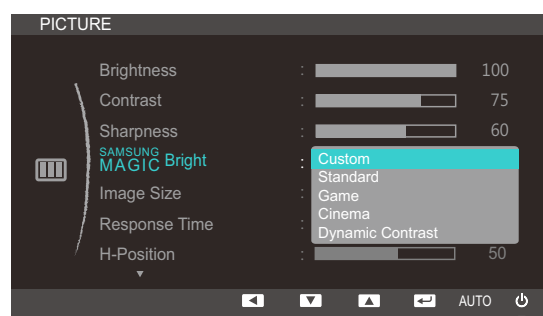 PICTURE
Brightness : 100
Contrast : 75
Sharpness : 60
SAMSUNG
MAGIC Bright : Custom
Standard
Image Size : Game
Cinema
Response Time : Dynamic Contrast
H-Position : 50
AUTO